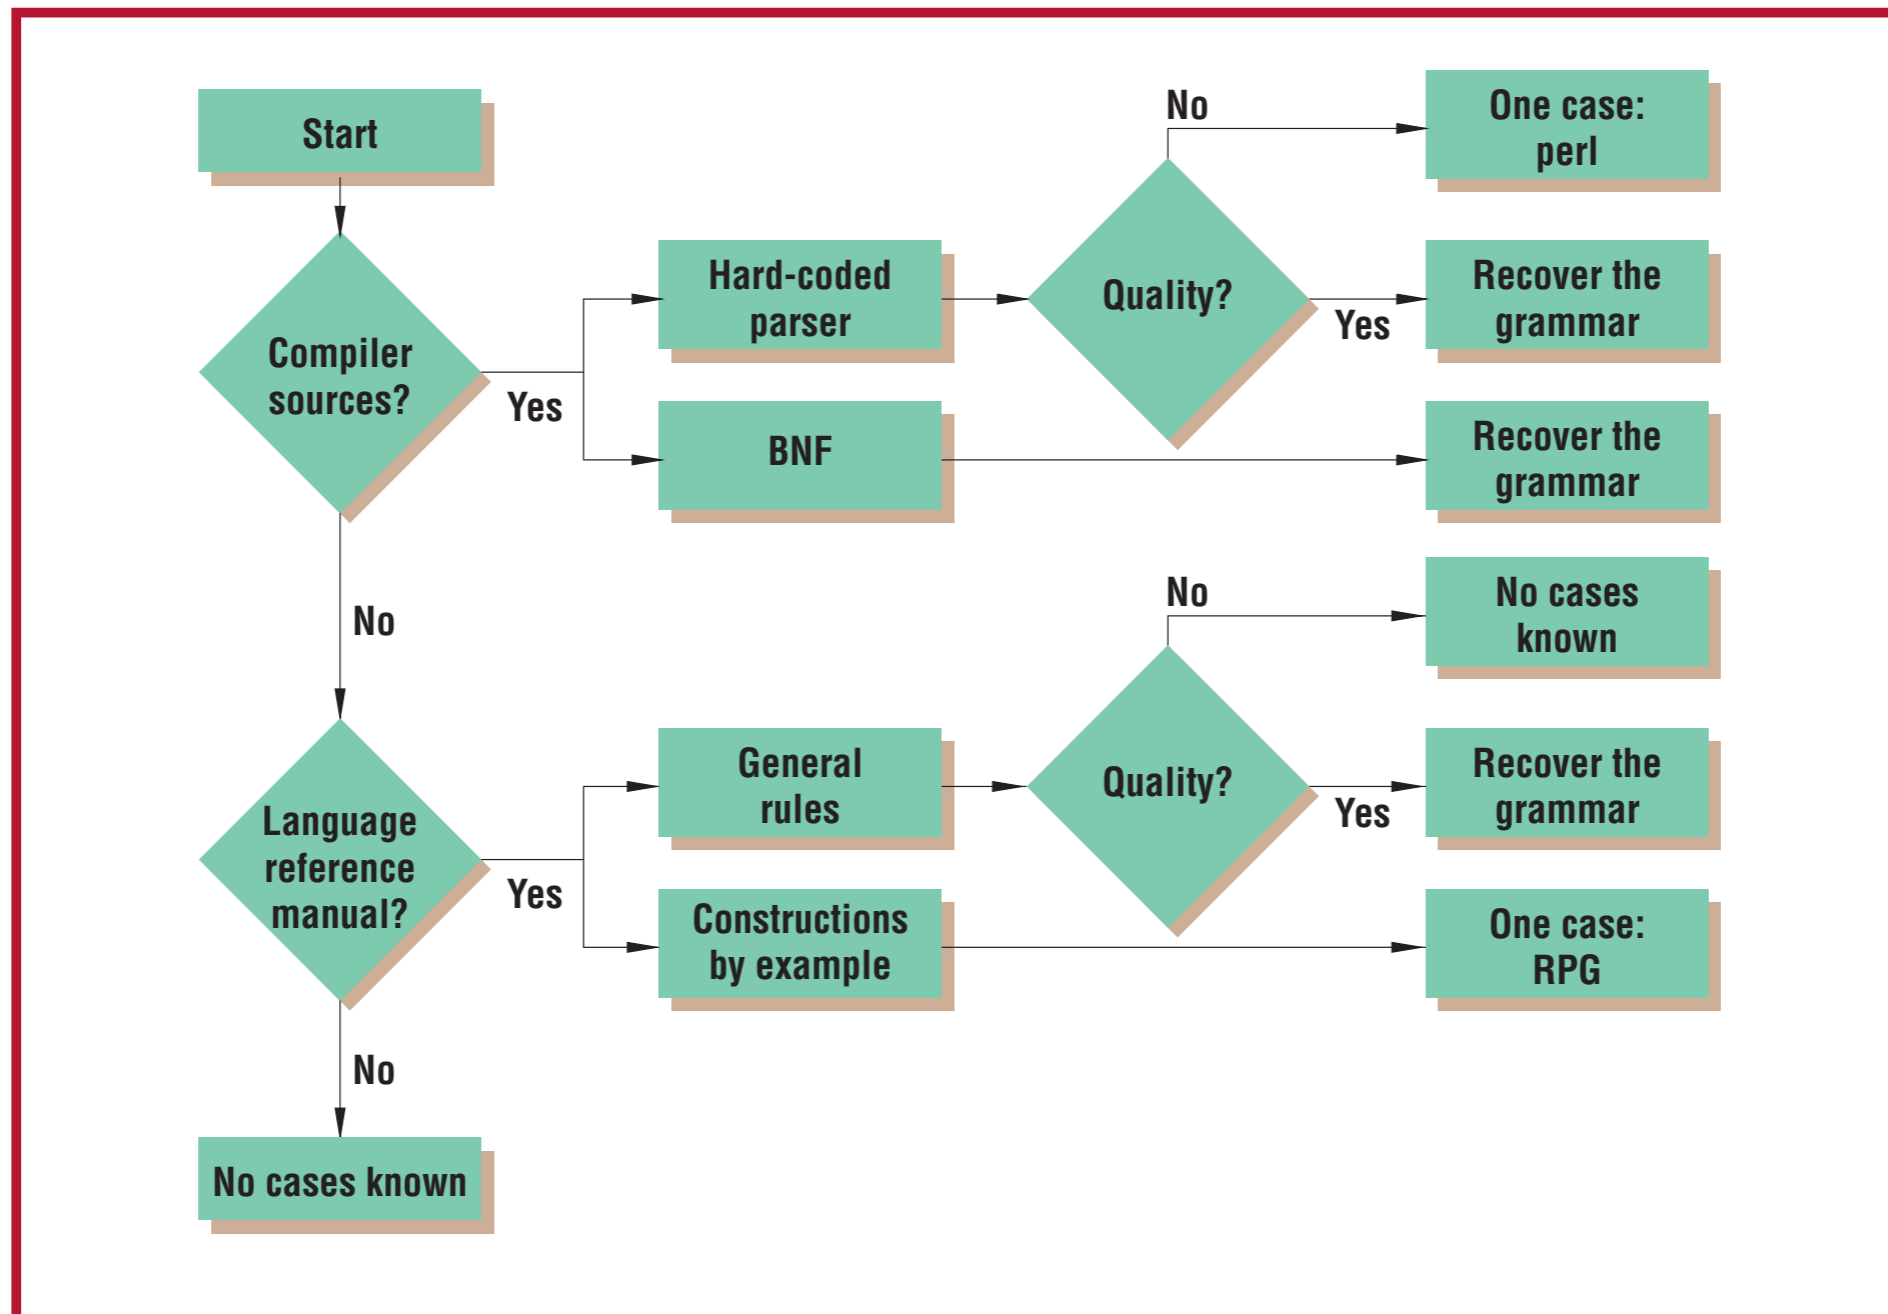 Start
No
One case:
perl
Hard-coded
parser
Quality?
Recover the
grammar
Yes
Compiler
sources?
Yes
BNF
Recover the
grammar
No
No
No cases
known
General
rules
Quality?
Recover the
grammar
Yes
Language
reference
manual?
Yes
Constructions
by example
One case:
RPG
No
No cases known